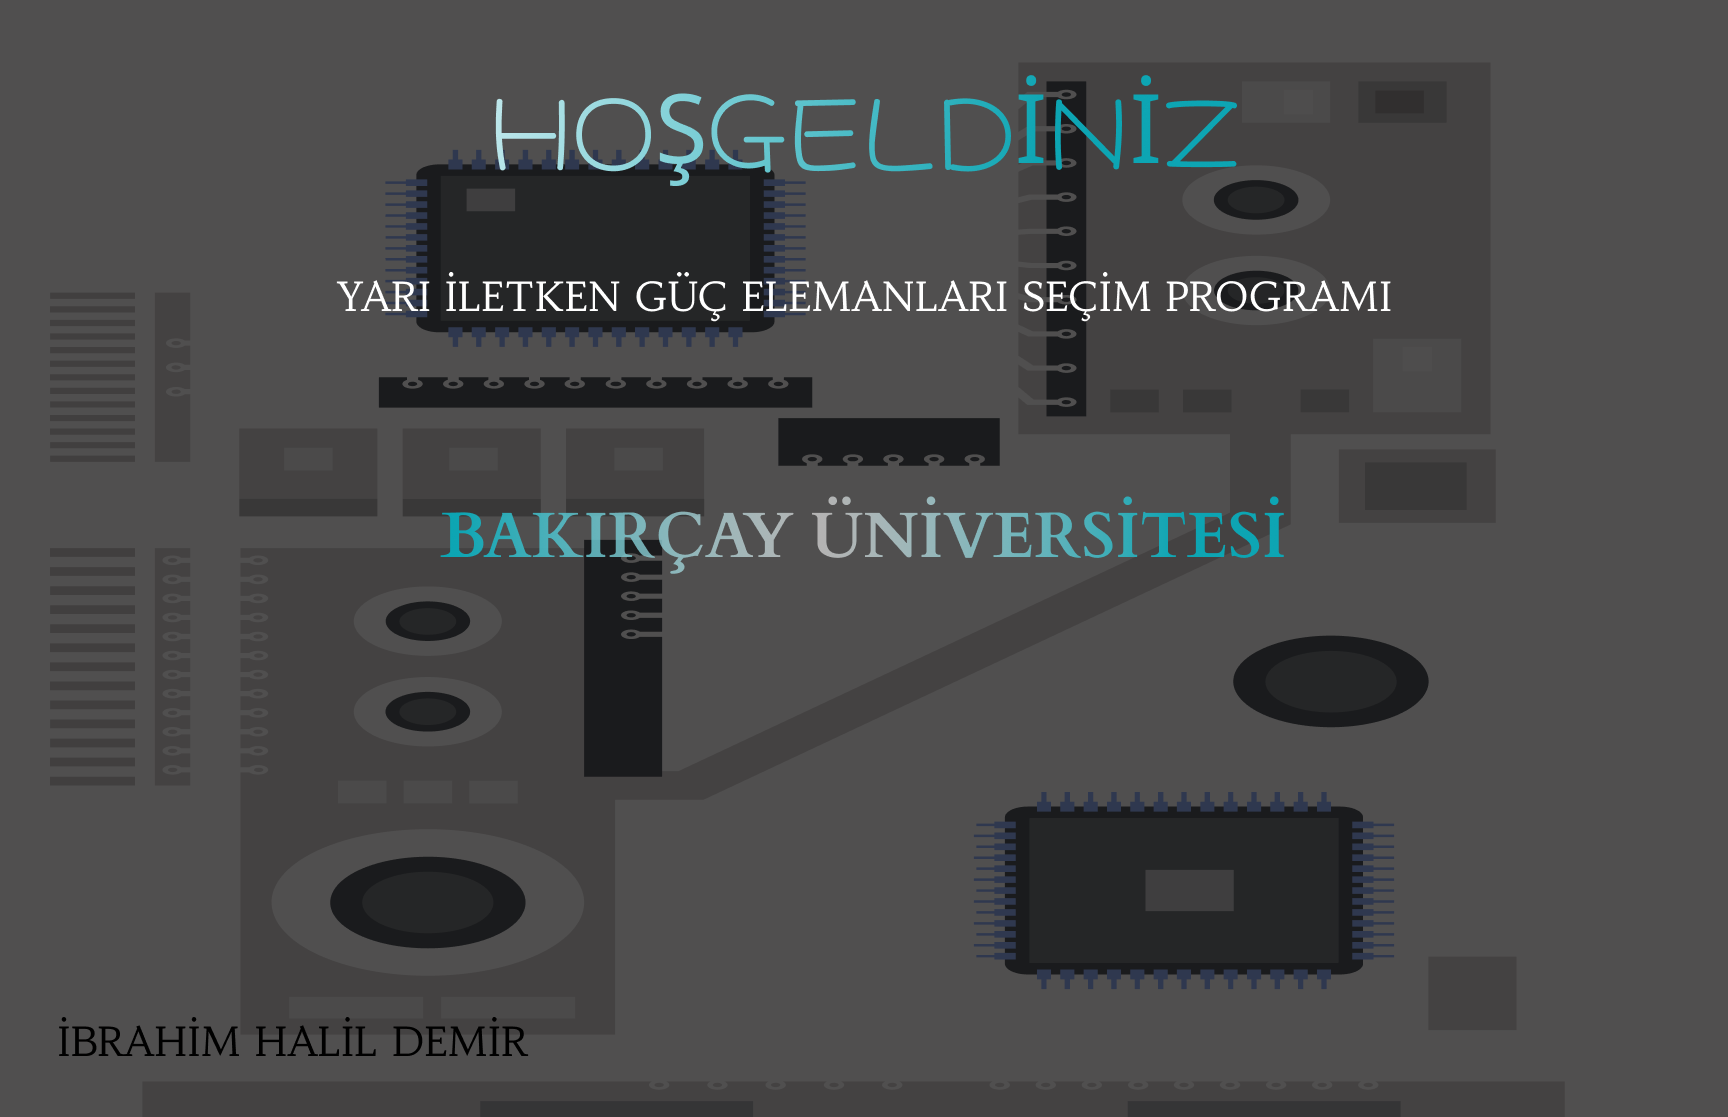 HOŞGELDİNİZ
YARI İLETKEN GÜÇ ELEMANLARI SEÇİM PROGRAMI
BAKIRÇAY ÜNİVERSİTESİ
İBRAHİM HALİL DEMİR